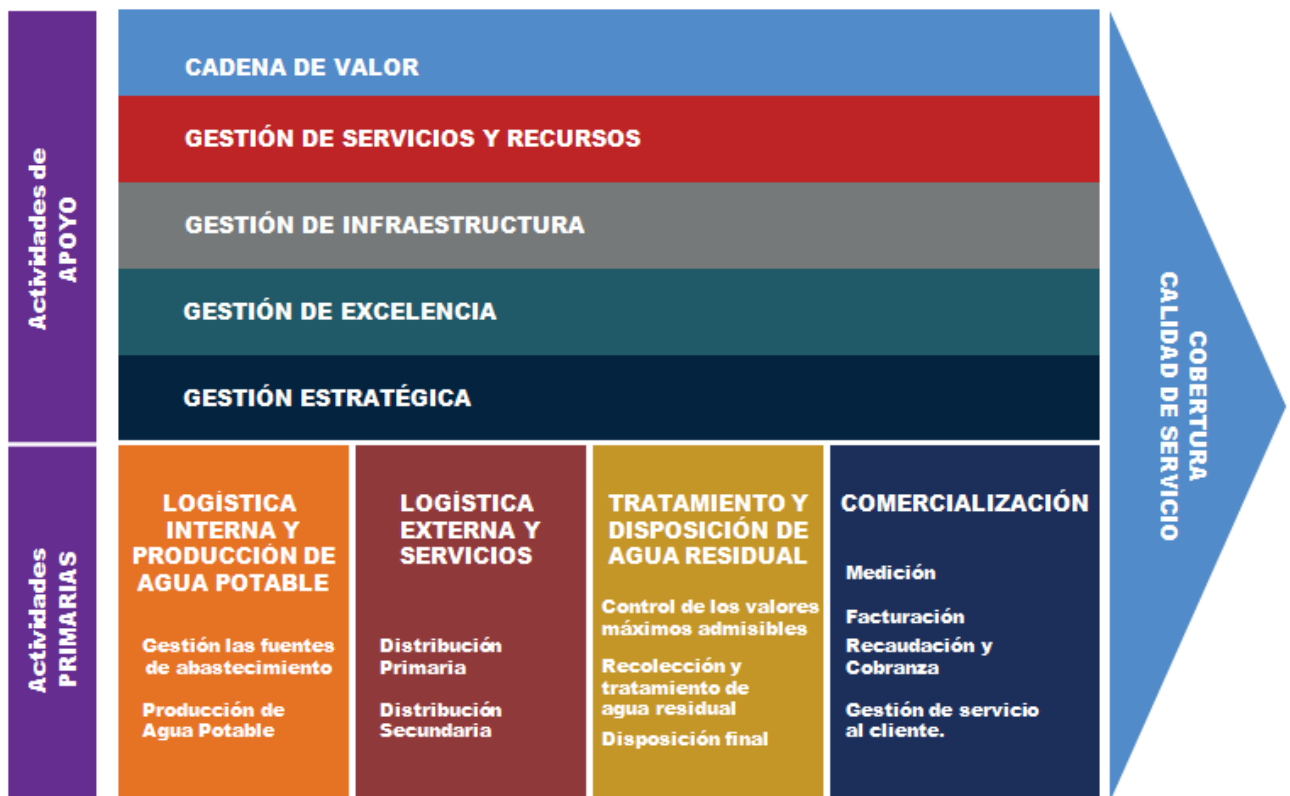 Actividades de
APOYO
CADENA DE VALOR
GESTIÓN DE SERVICIOS Y RECURSOS
GESTIÓN DE INFRAESTRUCTURA
GESTIÓN DE EXCELENCIA
GESTIÓN ESTRATÉGICA
Actividades
PRIMARIAS
LOGÍSTICA
INTERNA Y
PRODUCCIÓN DE
AGUA POTABLE
Gestión las fuentes
de abastecimiento
Producción de
Agua Potable
LOGÍSTICA
EXTERNA Y
SERVICIOS
Distribución
Primaria
Distribución
Secundaria
TRATAMIENTO Y
DISPOSICIÓN DE
AGUA RESIDUAL
Control de los valores
máximos admisibles
Recolección y
tratamiento de
agua residual
Disposición final
COMERCIALIZACIÓN
Medición
Facturación
Recaudación y
Cobranza
Gestión de servicio
al cliente.
COBERTURA
CALIDAD DE SERVICIO